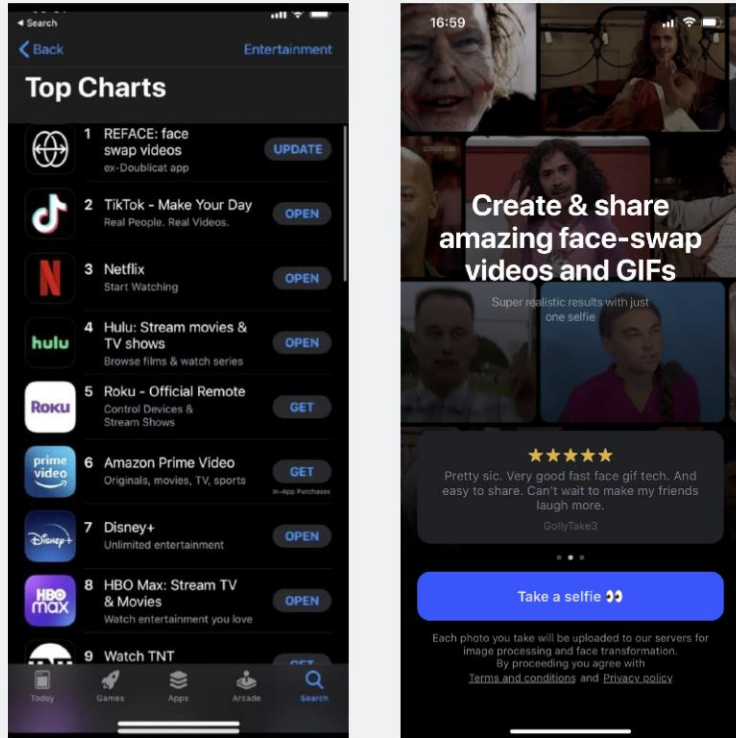 Search
Back
Entertainment
Top Charts
1 REFACE: face
swap videos
ex-Doublicat app
UPDATE
2 TikTok - Make Your Day
Real People. Real Videos.
OPEN
N
3 Netflix
Start Watching
OPEN
hulu
4 Hulu: Stream movies &
TV shows
Browse films & watch series
OPEN
ROKU
5 Roku - Official Remote
Control Devices &
Stream Shows
GET
prime
video
6 Amazon Prime Video
Originals, movies, TV, sports
GET
In-App Purchases
Disney+
7 Disney+
Unlimited entertainment
OPEN
HBO
max
8 HBO Max: Stream TV
& Movies
Watch entertainment you love
OPEN
9 Watch TNT
GET
Today
Games
Apps
Arcade
Search
16:59
Create & share
amazing face-swap
videos and GIFs
Super realistic results with just
one selfie
Pretty sic. Very good fast face gif tech. And
easy to share. Can't wait to make my friends
laugh more.
GollyTake3
Take a selfie 👀
Each photo you take will be uploaded to our servers for
image processing and face transformation.
By proceeding you agree with
Terms and conditions and Privacy policy